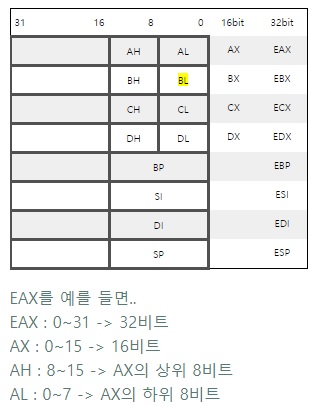 31 16 8 0 16bit 32bit
AH AL AX EAX
BH BL BX EBX
CH CL CX ECX
DH DL DX EDX
BP EBP
SI ESI
DI EDI
SP ESP
EAX를 예를 들면..
EAX : 0~31 -> 32비트
AX : 0~15 -> 16비트
AH : 8~15 -> AX의 상위 8비트
AL : 0~7 -> AX의 하위 8비트